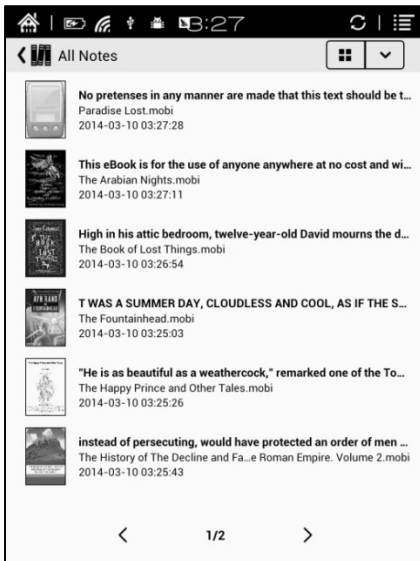 3:27
All Notes
No pretenses in any manner are made that this text should be t...
Paradise Lost.mobi
2014-03-10 03:27:28
This eBook is for the use of anyone anywhere at no cost and wi...
The Arabian Nights.mobi
2014-03-10 03:27:11
High in his attic bedroom, twelve-year-old David mourns the d...
The Book of Lost Things.mobi
2014-03-10 03:26:54
T WAS A SUMMER DAY, CLOUDLESS AND COOL, AS IF THE S...
The Fountainhead.mobi
2014-03-10 03:25:03
"He is as beautiful as a weathercock," remarked one of the To...
The Happy Prince and Other Tales.mobi
2014-03-10 03:25:26
instead of persecuting, would have protected an order of men ...
The History of The Decline and Fa...e Roman Empire. Volume 2.mobi
2014-03-10 03:25:43
1/2